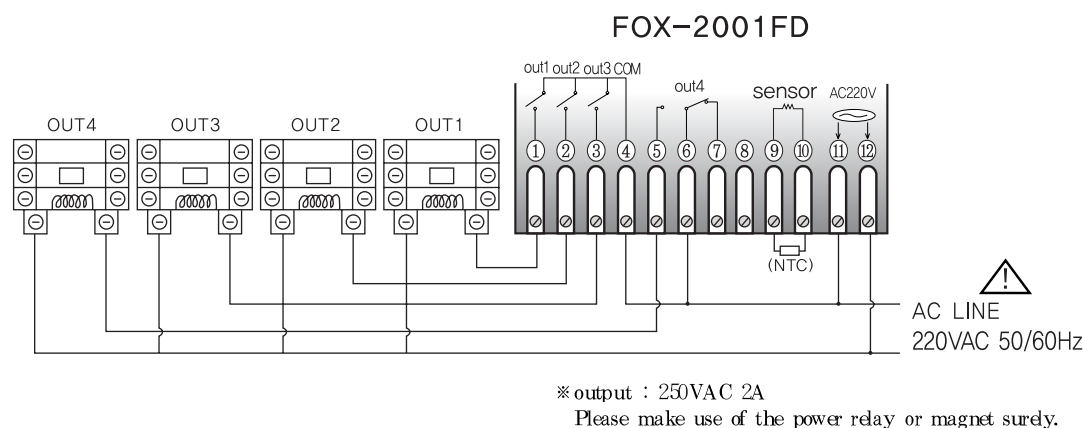 FOX-2001FD
out1 out2 out3 COM
out4
sensor
AC220V
OUT4 OUT3 OUT2 OUT1
① ② ③ ④ ⑤ ⑥ ⑦ ⑧ ⑨ ⑩ ⑪ ⑫
(NTC)
AC LINE
220VAC 50/60Hz
※ output : 250VAC 2A
Please make use of the power relay or magnet surely.